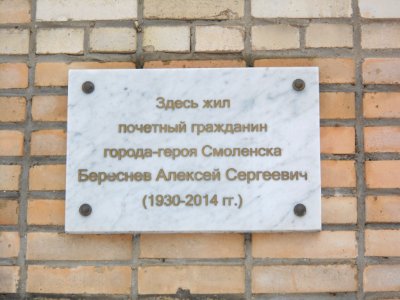 Здесь жил
почетный гражданин
города-героя Смоленска
Береснев Алексей Сергеевич
(1930-2014 гг.)